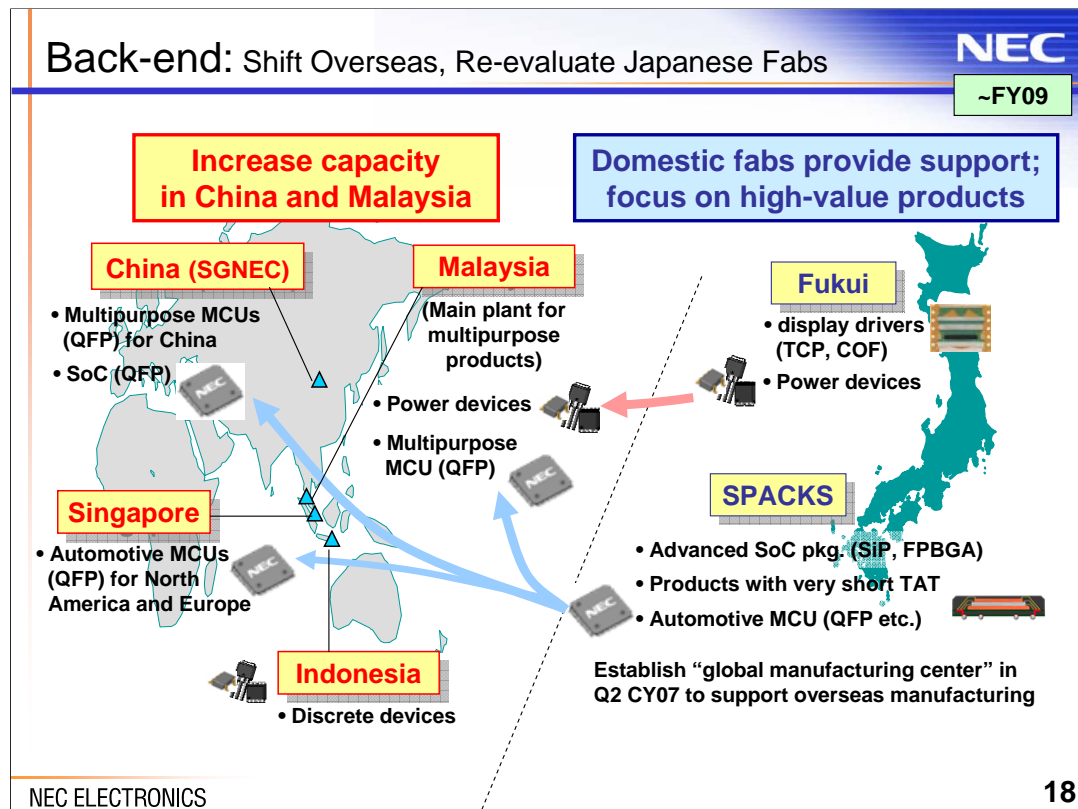 Back-end: Shift Overseas, Re-evaluate Japanese Fabs
NEC
~FY09
Increase capacity
in China and Malaysia
Domestic fabs provide support;
focus on high-value products
China (SGNEC)
• Multipurpose MCUs
(QFP) for China
• SoC (QFP)
NEC
Malaysia
(Main plant for
multipurpose
products)
• Power devices
• Multipurpose
MCU (QFP)
NEC
Fukui
• display drivers
(TCP, COF)
• Power devices
Singapore
• Automotive MCUs
(QFP) for North
America and Europe
NEC
SPACKS
• Advanced SoC pkg. (SiP, FPBGA)
• Products with very short TAT
• Automotive MCU (QFP etc.)
NEC
Indonesia
• Discrete devices
Establish “global manufacturing center” in
Q2 CY07 to support overseas manufacturing
NEC ELECTRONICS
18